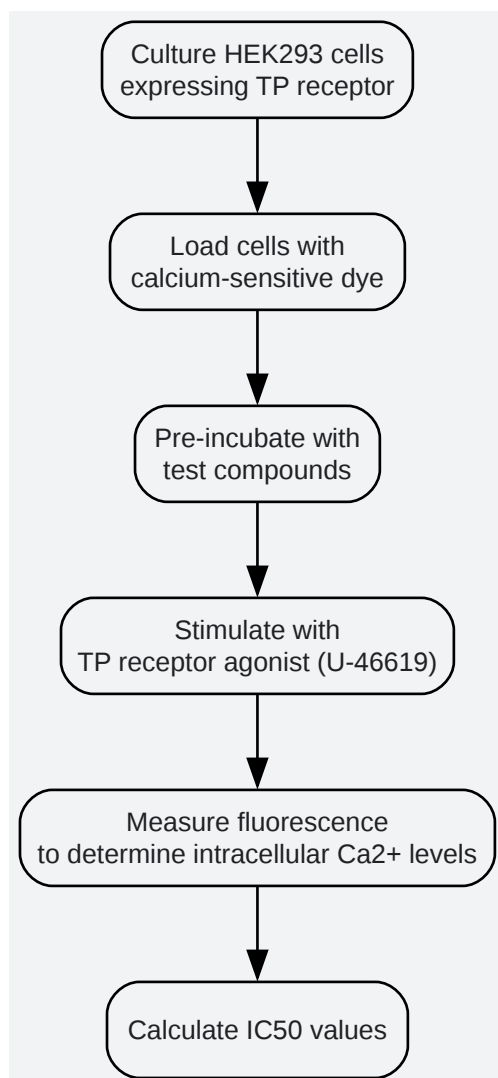 Culture HEK293 cells
expressing TP receptor
Load cells with
calcium-sensitive dye
Pre-incubate with
test compounds
Stimulate with
TP receptor agonist (U-46619)
Measure fluorescence
to determine intracellular Ca2+ levels
Calculate IC50 values